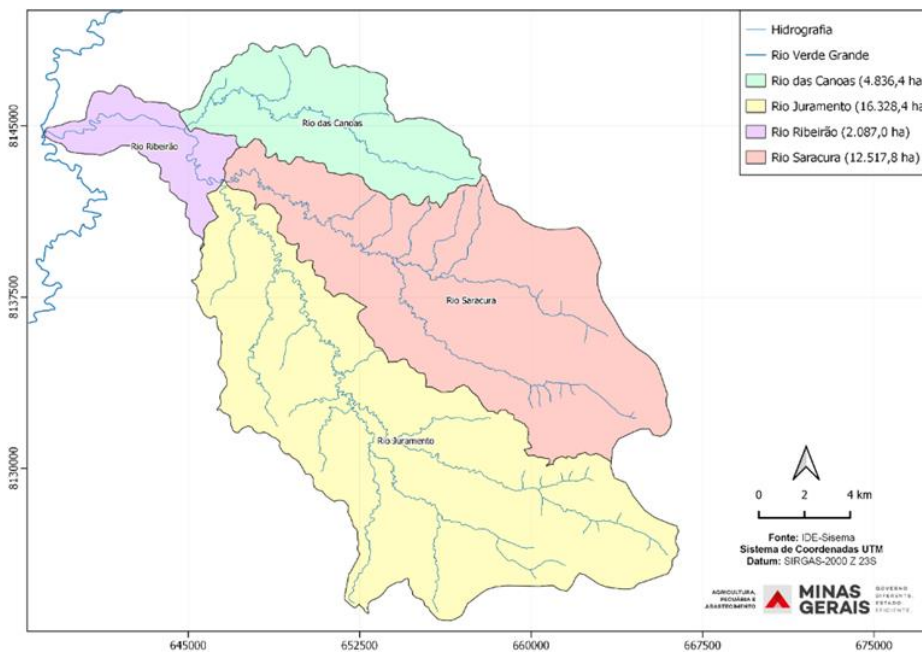 Hidrografia
Rio Verde Grande
Rio das Canoas (4.836,4 ha)
Rio Juramento (16.328,4 ha
Rio Ribeirão (2.087,0 ha)
Rio Saracura (12.517,8 ha)
8145000
8137500
8130000
Rio das Canoas
Rio Ribeirão
Rio Saracura
Rio Juramento
0 2 4 km
Fonte: IDE-Sisema
Sistema de Coordenadas UTM
Datum: SIRGAS-2000 Z 23S
AGRICULTURA,
PECUÁRIA E
ABASTECIMENTO
MINAS
GERAIS
GOVERNO
DIFERENTE.
ESTADO
EFICIENTE.
645000 652500 660000 667500 675000